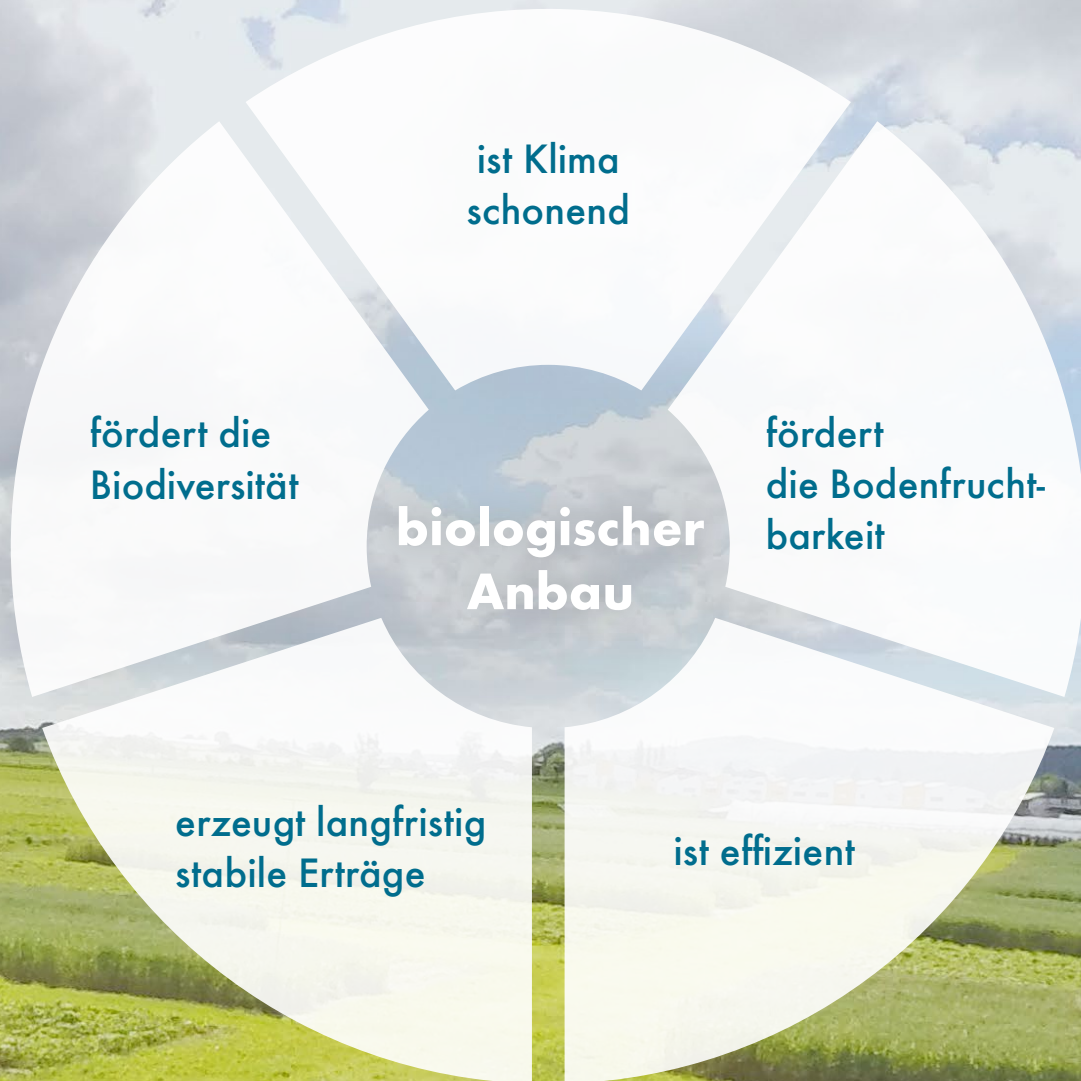 ist Klima
schonend
fördert die
Biodiversität
fördert
die Bodenfrucht-
barkeit
biologischer
Anbau
erzeugt langfristig
stabile Erträge
ist effizient